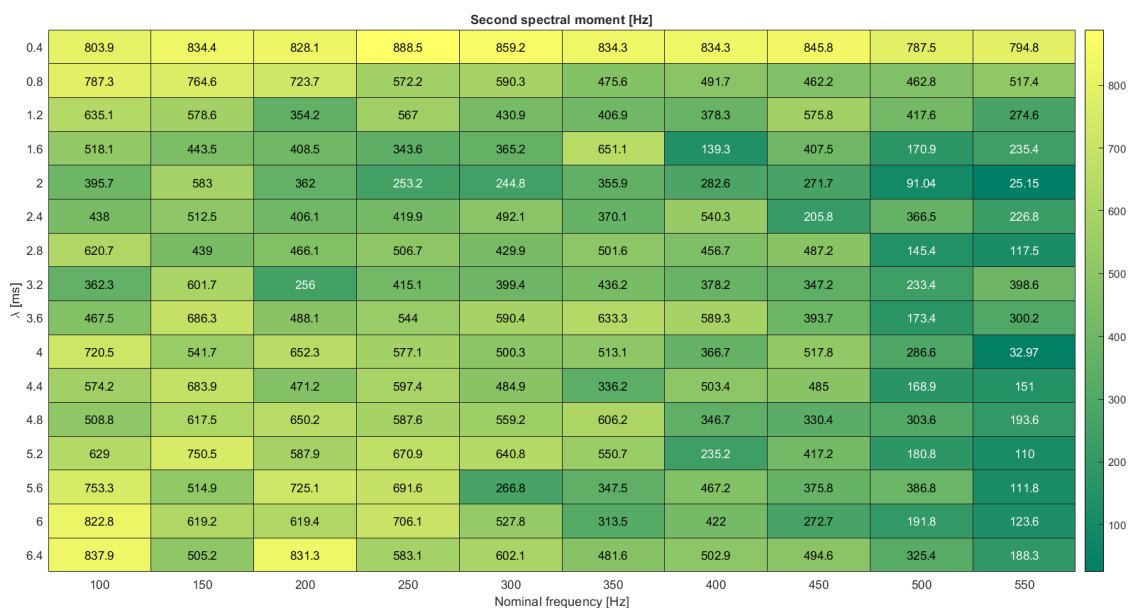 Second spectral moment [Hz]
0.4 803.9 834.4 828.1 888.5 859.2 834.3 834.3 845.8 787.5 794.8
0.8 787.3 764.6 723.7 572.2 590.3 475.6 491.7 462.2 462.8 517.4
1.2 635.1 578.6 354.2 567 430.9 406.9 378.3 575.8 417.6 274.6
1.6 518.1 443.5 408.5 343.6 365.2 651.1 139.3 407.5 170.9 235.4
2 395.7 583 362 253.2 244.8 355.9 282.6 271.7 91.04 25.15
2.4 438 512.5 406.1 419.9 492.1 370.1 540.3 205.8 366.5 226.8
2.8 620.7 439 466.1 506.7 429.9 501.6 456.7 487.2 145.4 117.5
3.2 362.3 601.7 256 415.1 399.4 436.2 378.2 347.2 233.4 398.6
3.6 467.5 686.3 488.1 544 590.4 633.3 589.3 393.7 173.4 300.2
4 720.5 541.7 652.3 577.1 500.3 513.1 366.7 517.8 286.6 32.97
4.4 574.2 683.9 471.2 597.4 484.9 336.2 503.4 485 168.9 151
4.8 508.8 617.5 650.2 587.6 559.2 606.2 346.7 330.4 303.6 193.6
5.2 629 750.5 587.9 670.9 640.8 550.7 235.2 417.2 180.8 110
5.6 753.3 514.9 725.1 691.6 266.8 347.5 467.2 375.8 386.8 111.8
6 822.8 619.2 619.4 706.1 527.8 313.5 422 272.7 191.8 123.6
6.4 837.9 505.2 831.3 583.1 602.1 481.6 502.9 494.6 325.4 188.3
100 150 200 250 300 350 400 450 500 550
Nominal frequency [Hz]
λ [ms]
800
700
600
500
400
300
200
100